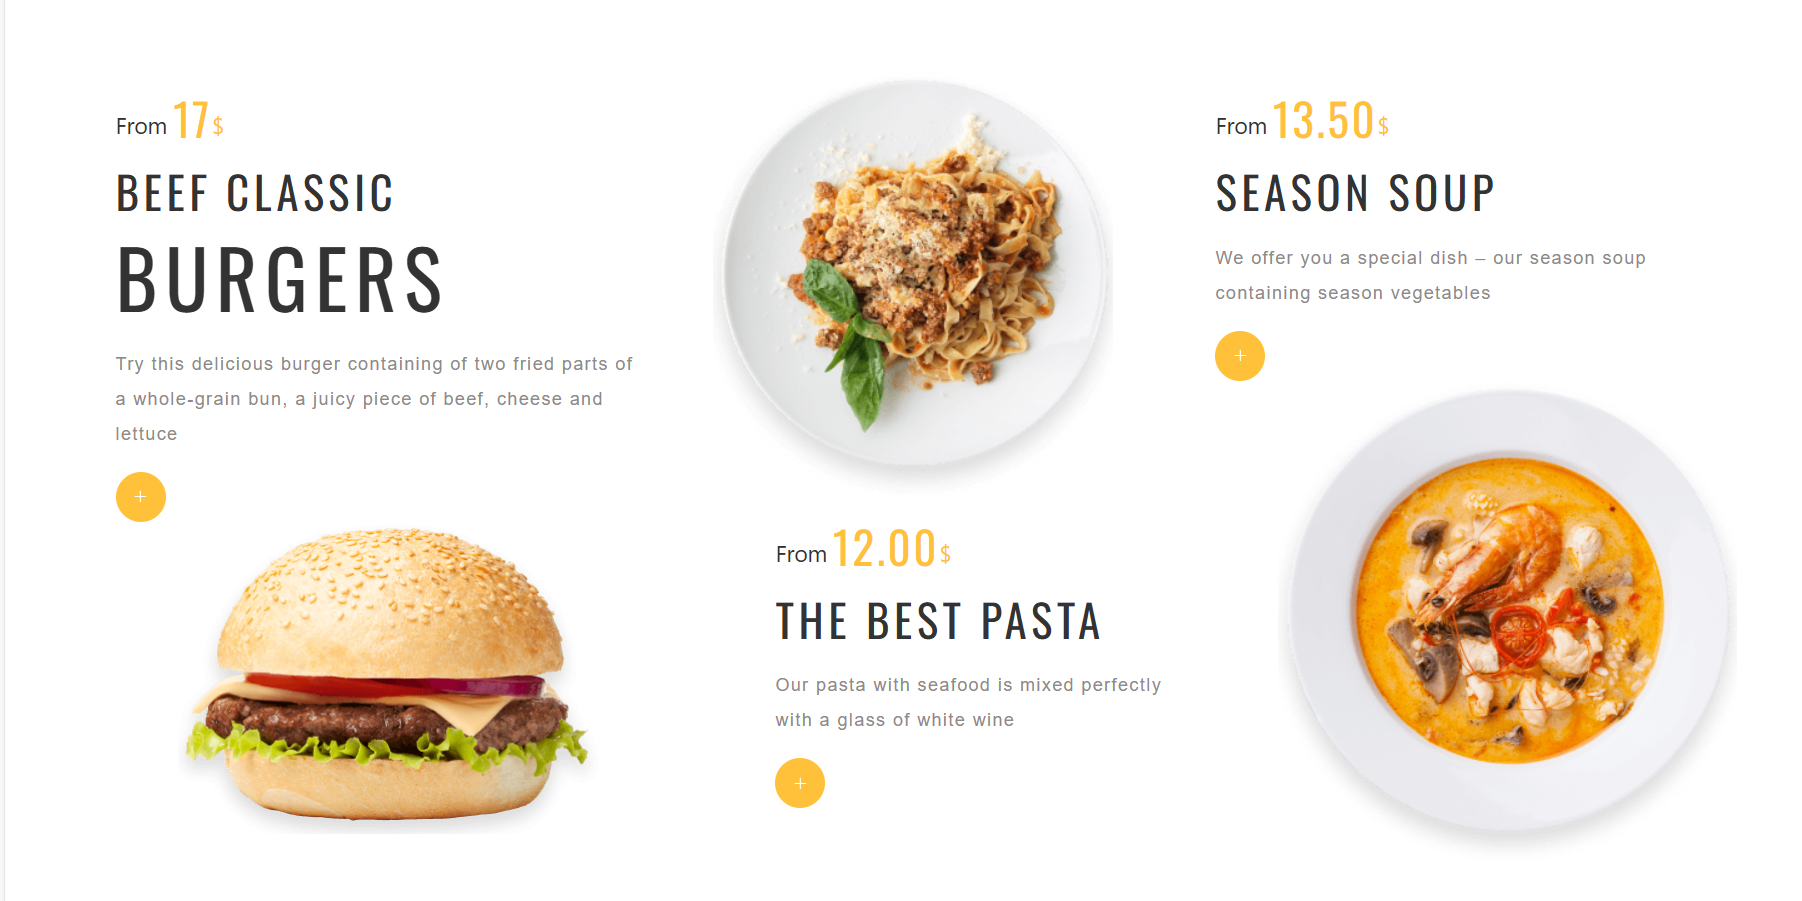 From 17$
BEEF CLASSIC
BURGERS
Try this delicious burger containing of two fried parts of
a whole-grain bun, a juicy piece of beef, cheese and
lettuce
+
From 12.00$
THE BEST PASTA
Our pasta with seafood is mixed perfectly
with a glass of white wine
+
From 13.50$
SEASON SOUP
We offer you a special dish – our season soup
containing season vegetables
+